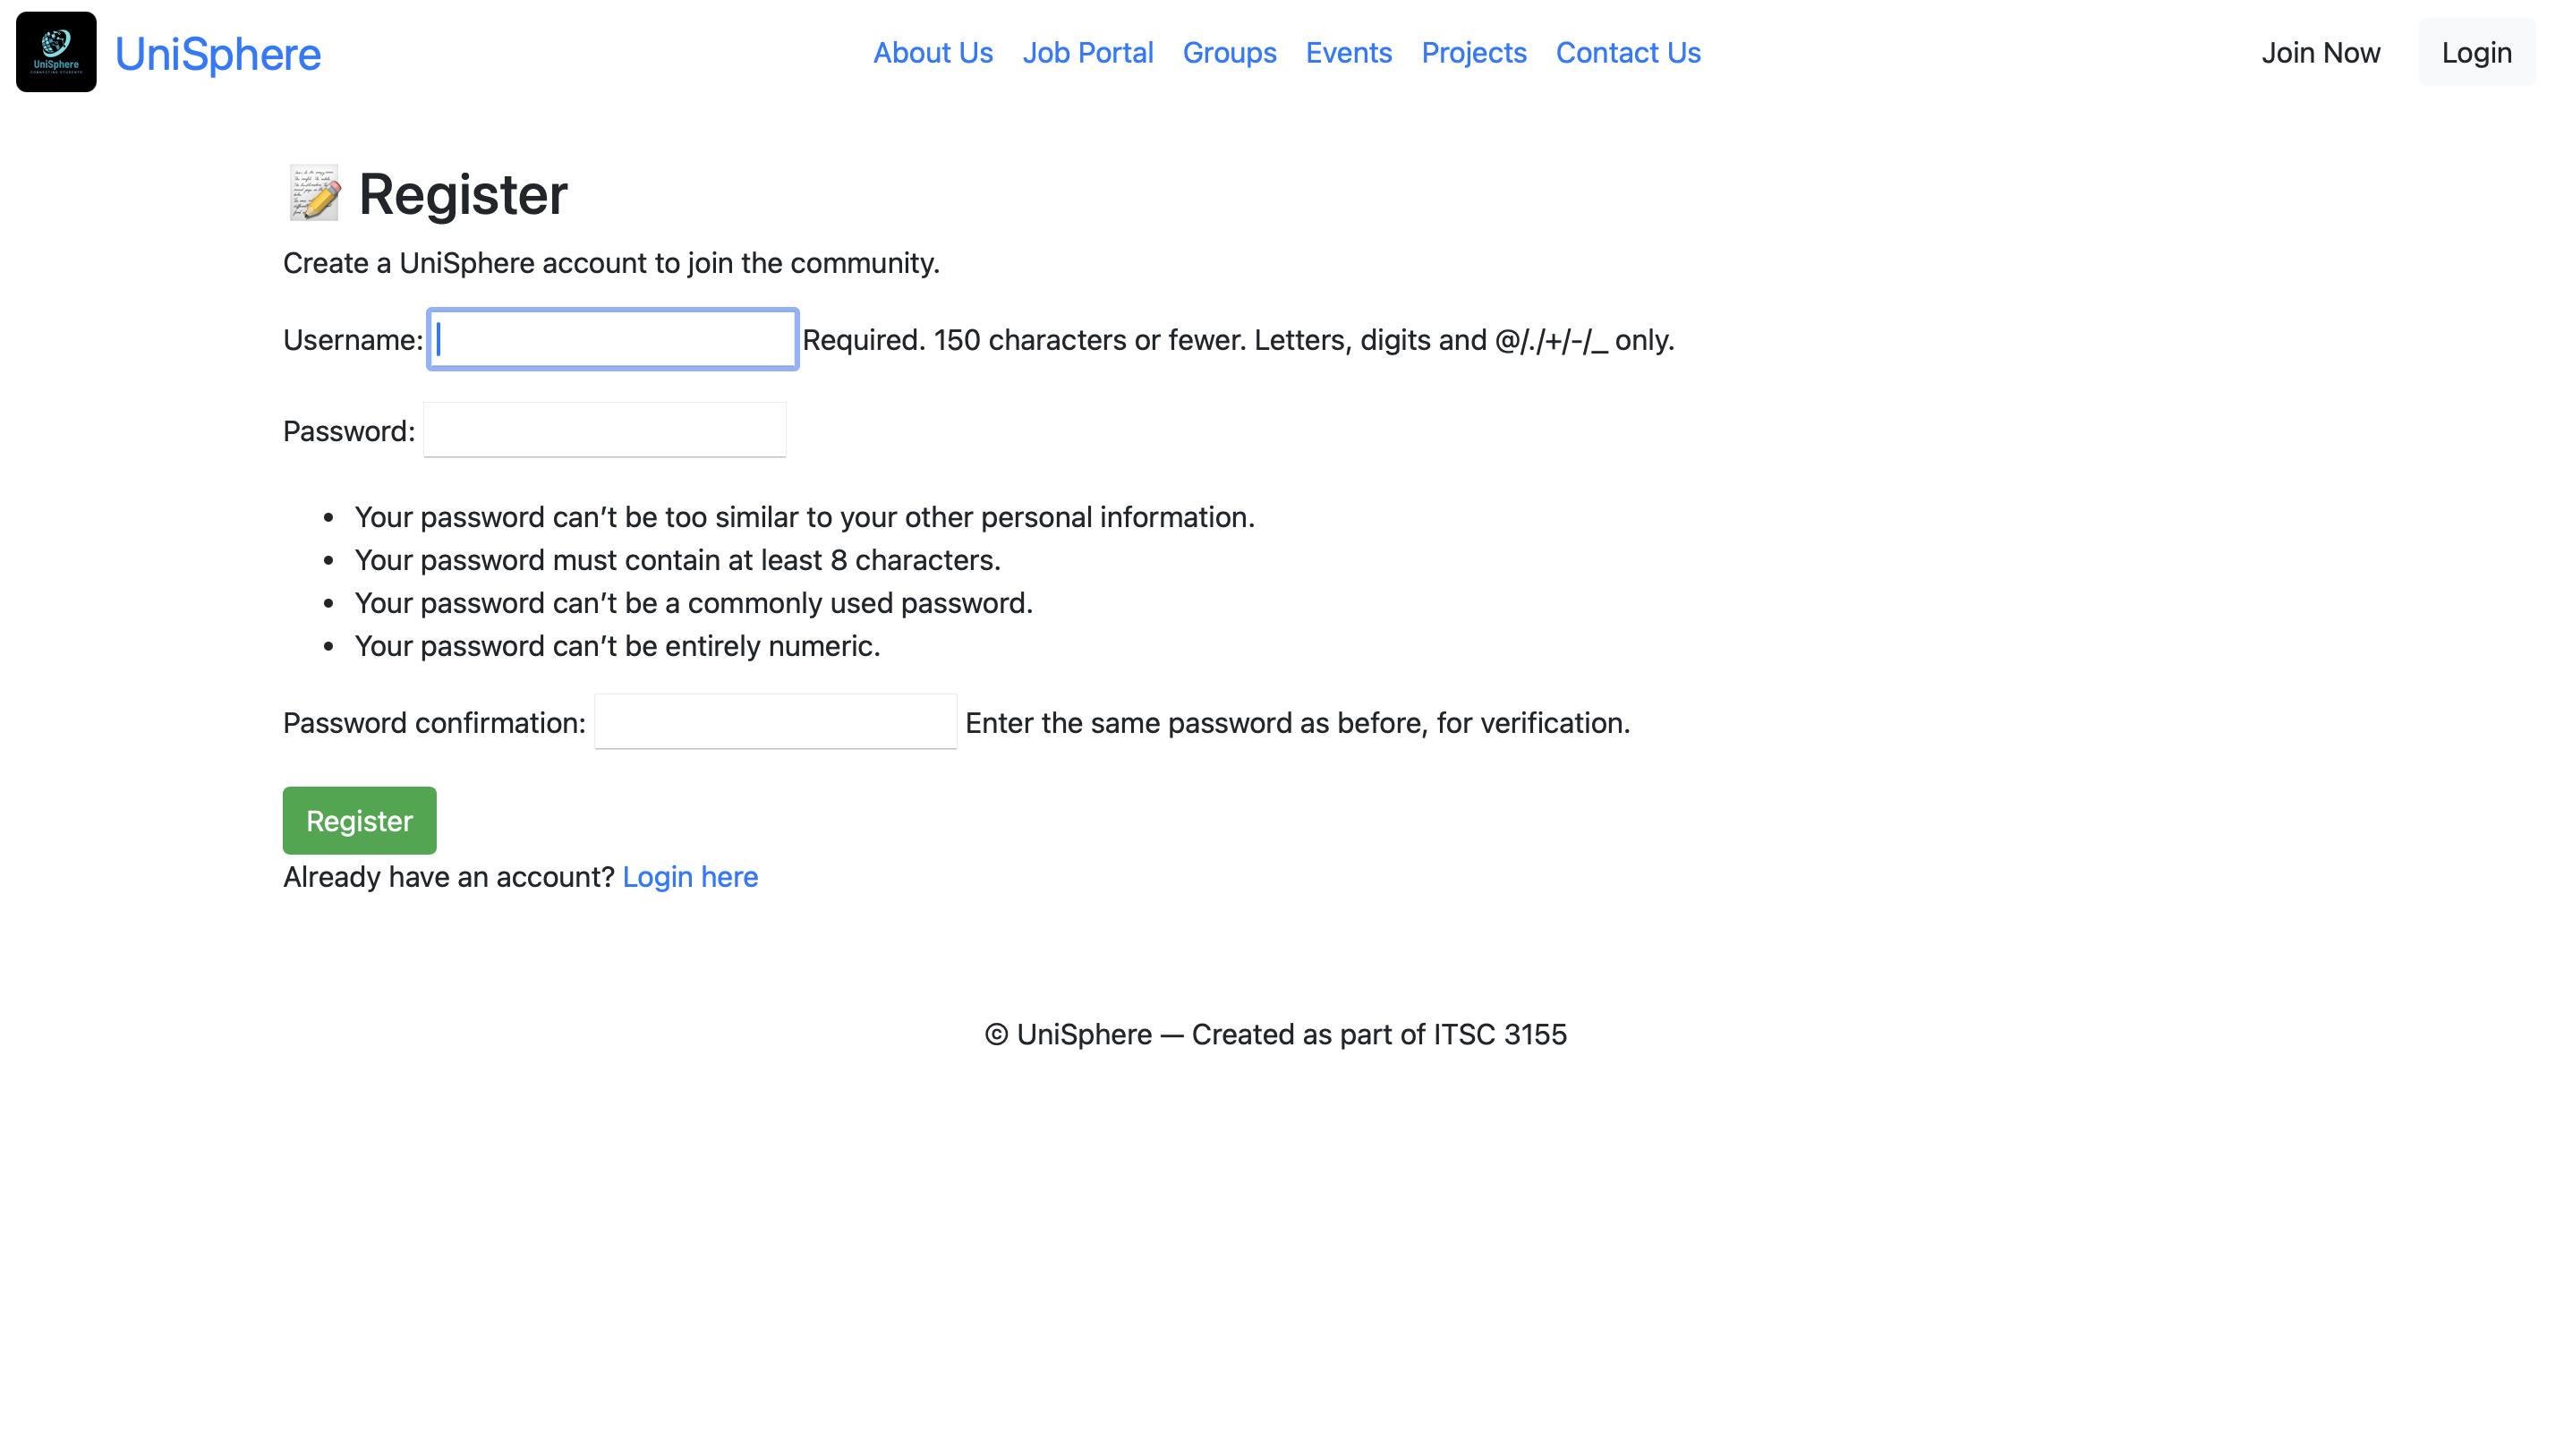 UniSphere
CONNECTING STUDENTS
UniSphere
About Us Job Portal Groups Events Projects Contact Us
Join Now Login
Register
Create a UniSphere account to join the community.
Username: Required. 150 characters or fewer. Letters, digits and @/./+/-/_ only.
Password:
• Your password can’t be too similar to your other personal information.
• Your password must contain at least 8 characters.
• Your password can’t be a commonly used password.
• Your password can’t be entirely numeric.
Password confirmation: Enter the same password as before, for verification.
Register
Already have an account? Login here
© UniSphere — Created as part of ITSC 3155